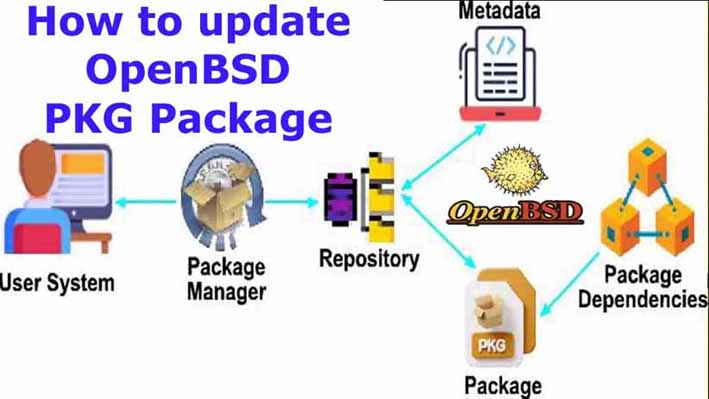 How to update
OpenBSD
PKG Package
Metadata
</>
OpenBSD
User System
Package
Manager
Repository
Package
Dependencies
PKG
Package